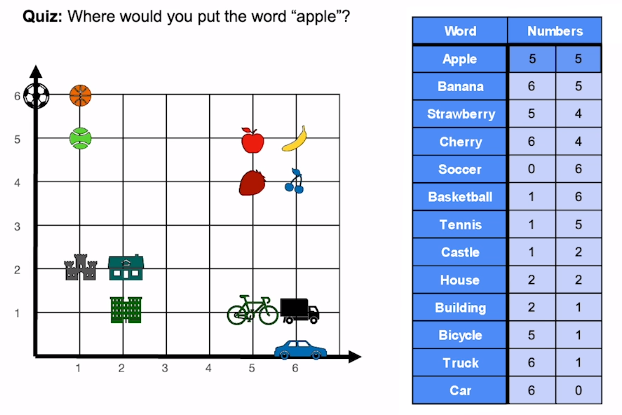 Quiz: Where would you put the word “apple”?
6
5
4
3
2
1
1 2 3 4 5 6
Word Numbers
Apple 5 5
Banana 6 5
Strawberry 5 4
Cherry 6 4
Soccer 0 6
Basketball 1 6
Tennis 1 5
Castle 1 2
House 2 2
Building 2 1
Bicycle 5 1
Truck 6 1
Car 6 0